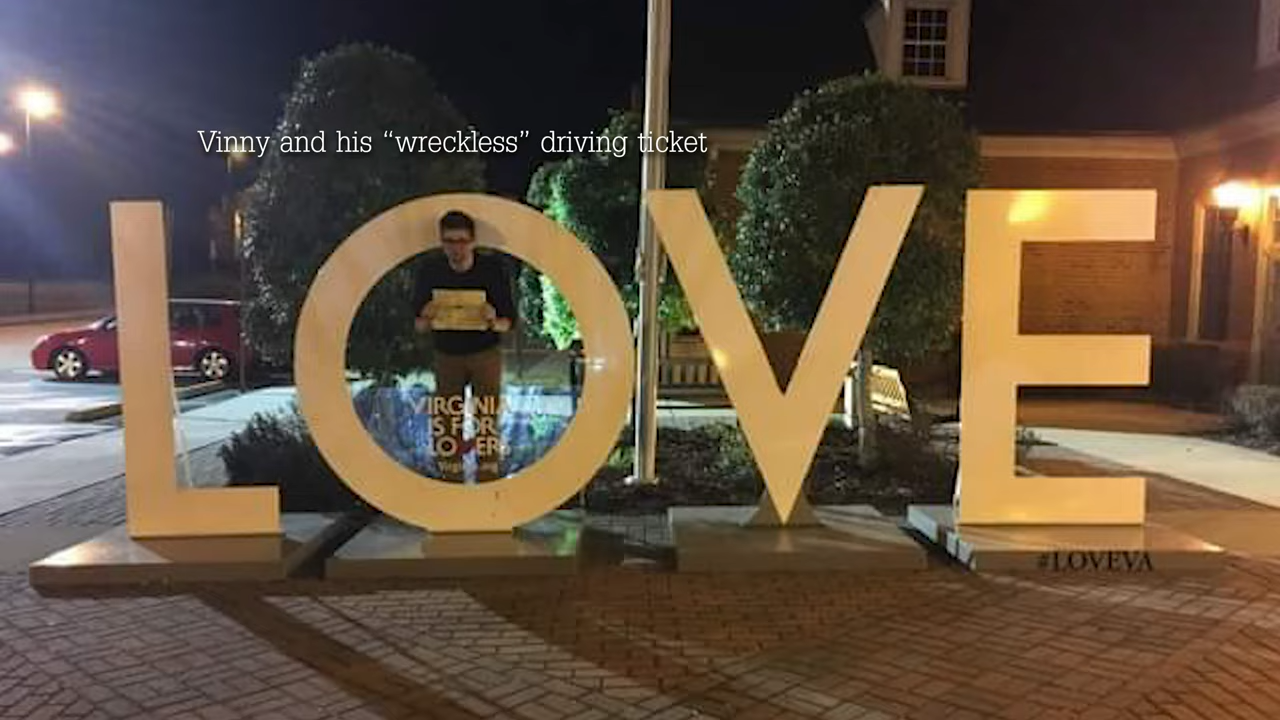 Vinny and his “wreckless” driving ticket
LOVE
VIRGINIA
IS FOR
LOVERS
#LOVEVA